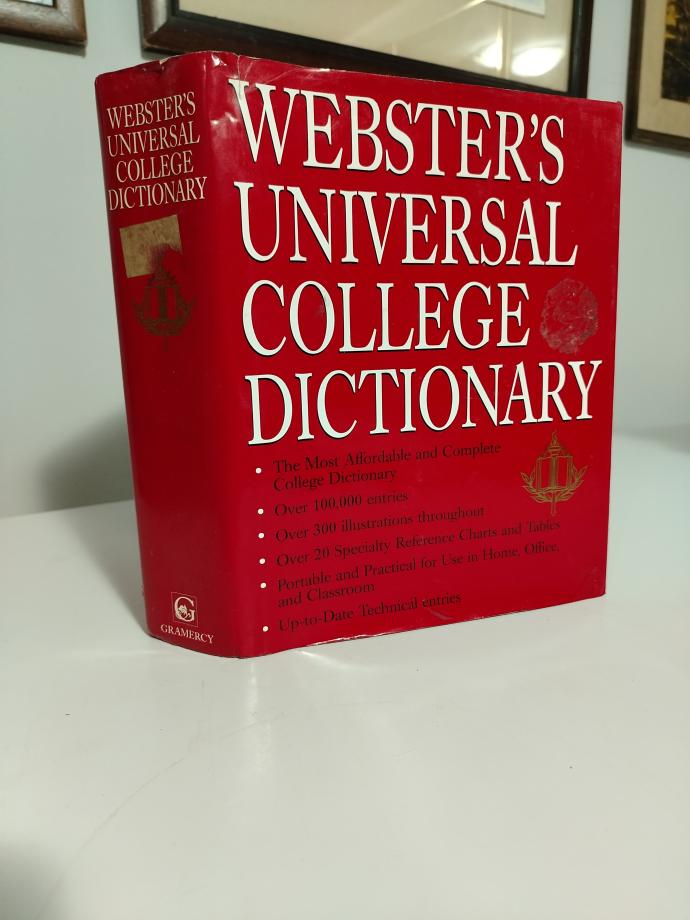 WEBSTER'S
UNIVERSAL
COLLEGE
DICTIONARY
G
GRAMERCY
WEBSTER'S
UNIVERSAL
COLLEGE
DICTIONARY
• The Most Affordable and Complete
College Dictionary
• Over 100,000 entries
• Over 300 illustrations throughout
• Over 20 Specialty Reference Charts and Tables
• Portable and Practical for Use in Home, Office,
and Classroom
• Up-to-Date Technical entries